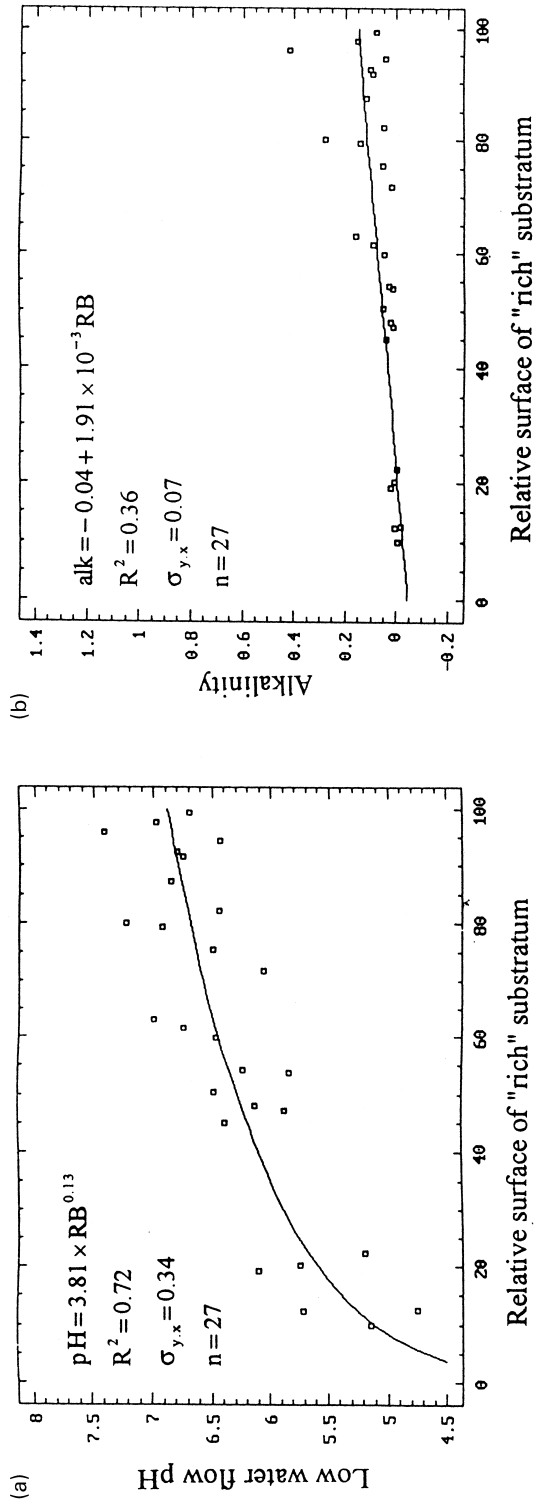 (a)
pH = 3.81 × RB^0.13
R^2 = 0.72
σ_y.x = 0.34
n = 27
Low water flow pH
8
7.5
7
6.5
6
5.5
5
4.5
0 20 40 60 80 100
Relative surface of "rich" substratum
(b)
alk = − 0.04 + 1.91 × 10^−3 RB
R^2 = 0.36
σ_y.x = 0.07
n = 27
Alkalinity
1.4
1.2
1
0.8
0.6
0.4
0.2
0
-0.2
0 20 40 60 80 100
Relative surface of "rich" substratum